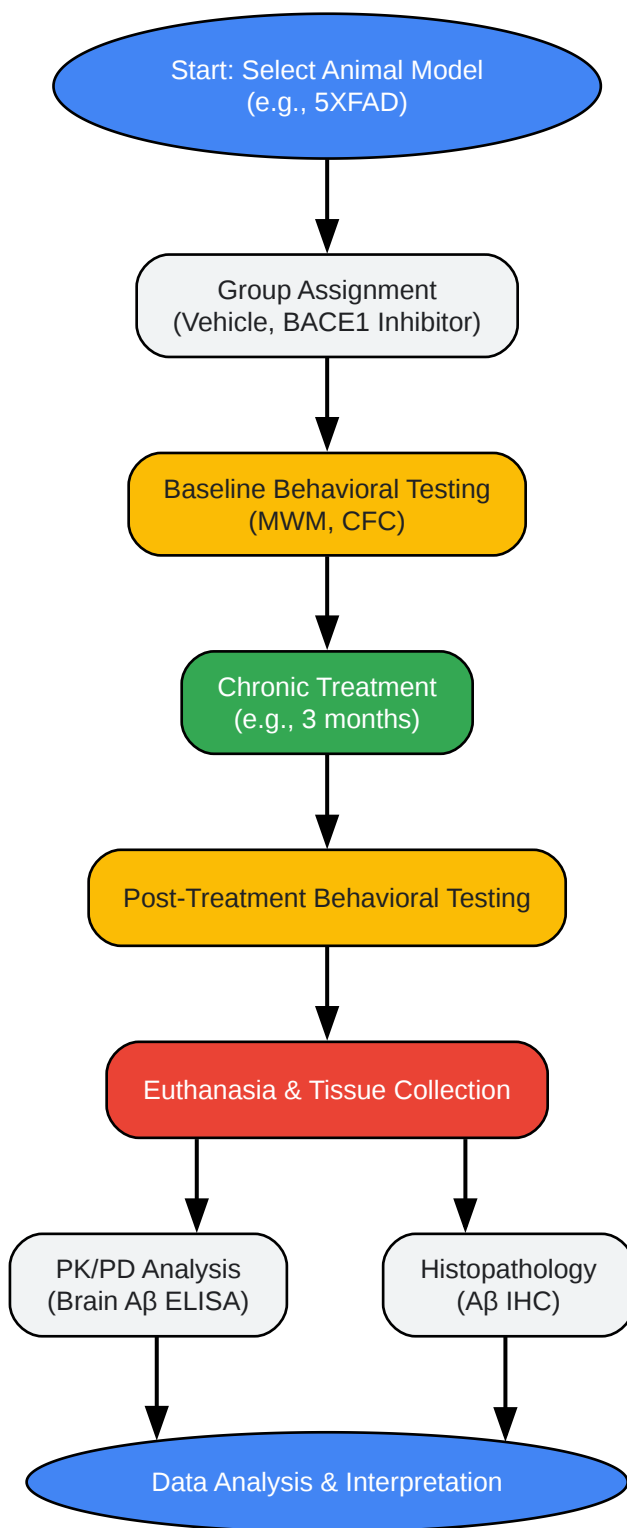 Start: Select Animal Model
(e.g., 5XFAD)
Group Assignment
(Vehicle, BACE1 Inhibitor)
Baseline Behavioral Testing
(MWM, CFC)
Chronic Treatment
(e.g., 3 months)
Post-Treatment Behavioral Testing
Euthanasia & Tissue Collection
PK/PD Analysis
(Brain Aβ ELISA)
Histopathology
(Aβ IHC)
Data Analysis & Interpretation